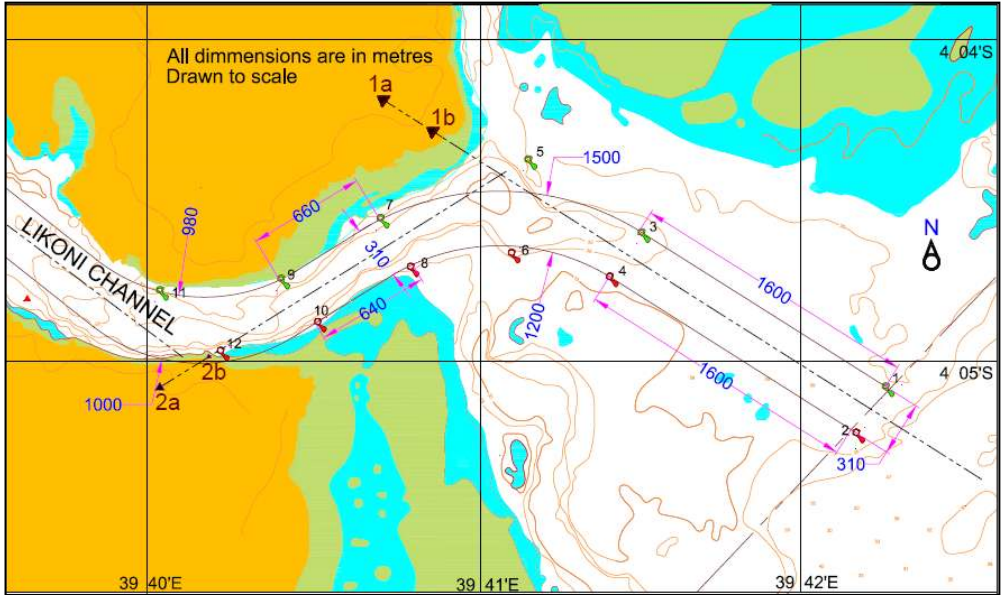 All dimmensions are in metres
Drawn to scale
4 04'S
1a
1b
5
1500
660
7
980
3
N
LIKONI CHANNEL
310
6
8
9
4
11
640
1600
10
1200
12
2b
4 05'S
2a
1600
1
1000
2
310
39 40'E
39 41'E
39 42'E